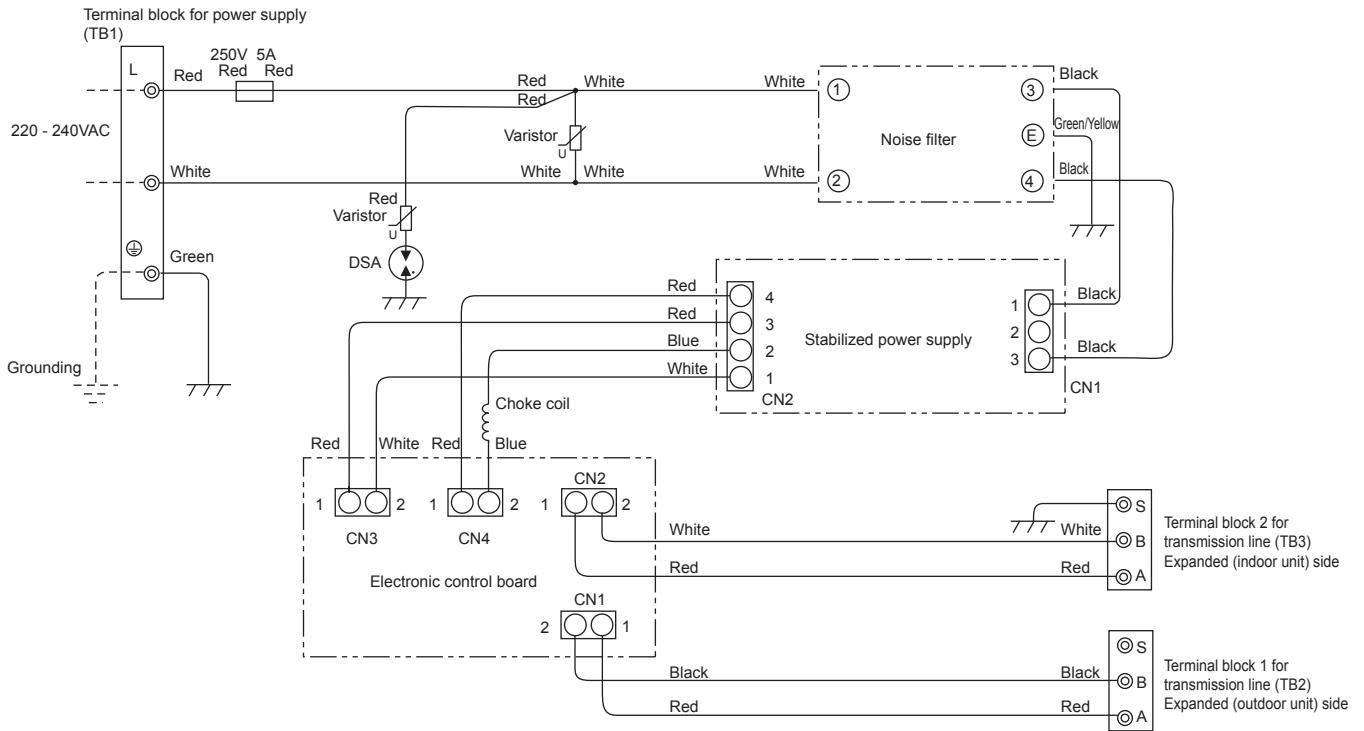 Terminal block for power supply
(TB1)
L
Red
250V 5A
Red Red
Red
Red
White
White
220 - 240VAC
Varistor
U
White
White White
White
1
2
Noise filter
3
E
4
Black
Green/Yellow
Black
Red
Varistor
U
DSA
Green
Grounding
Red
Red
Blue
White
4
3
2
1
CN2
Stabilized power supply
1
2
3
CN1
Black
Black
Choke coil
Red White Red Blue
1 2
CN3
1 2
CN4
CN2
1 2
Electronic control board
CN1
2 1
White White
Red Red
S
B
A
Terminal block 2 for
transmission line (TB3)
Expanded (indoor unit) side
Black Black
Red Red
S
B
A
Terminal block 1 for
transmission line (TB2)
Expanded (outdoor unit) side